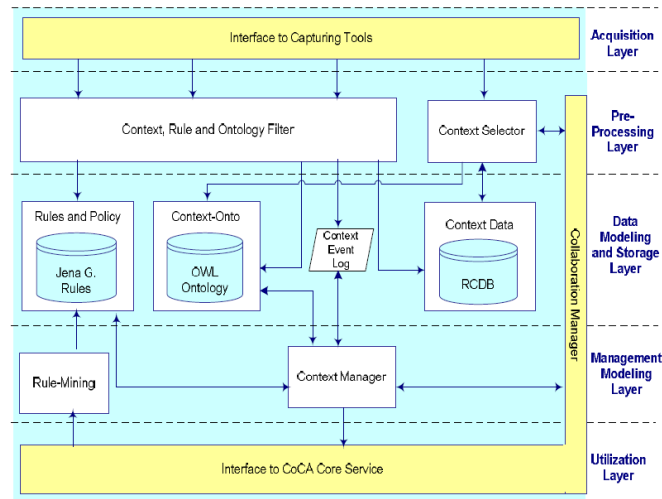 Interface to Capturing Tools
Acquisition
Layer
Context, Rule and Ontology Filter
Context Selector
Pre-
Processing
Layer
Rules and Policy
Jena G.
Rules
Context-Onto
OWL
Ontology
Context
Event
Log
Context Data
RCDB
Collaboration Manager
Data
Modeling
and Storage
Layer
Rule-Mining
Context Manager
Management
Modeling
Layer
Interface to CoCA Core Service
Utilization
Layer